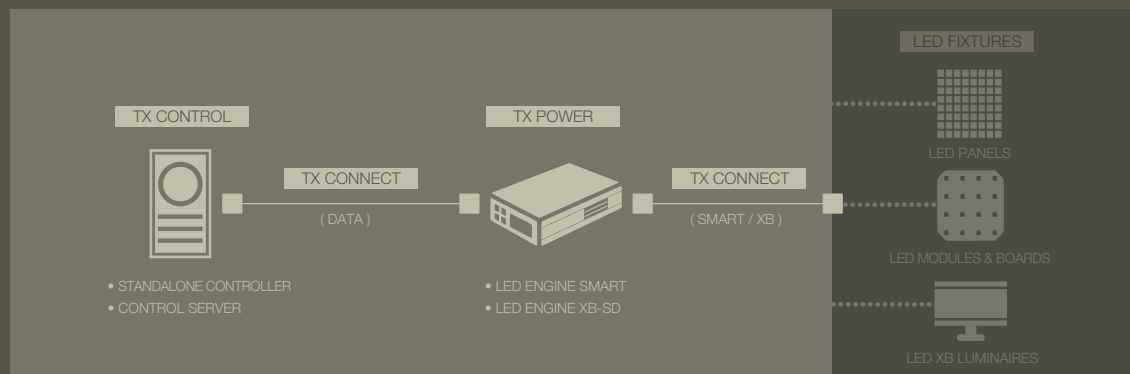 LED FIXTURES
TX CONTROL
TX POWER
LED PANELS
TX CONNECT
TX CONNECT
( DATA )
( SMART / XB )
LED MODULES & BOARDS
• STANDALONE CONTROLLER
• LED ENGINE SMART
• CONTROL SERVER
• LED ENGINE XB-SD
LED XB LUMINAIRES